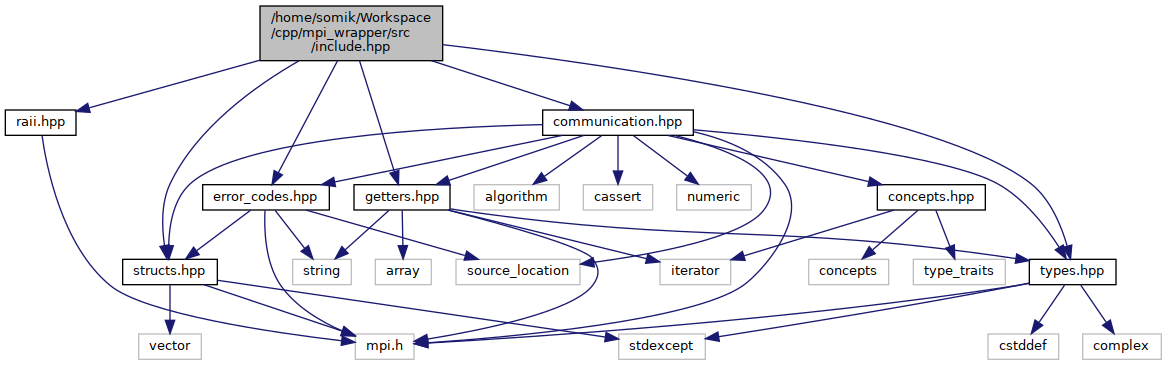 /home/somik/Workspace
/cpp/mpi_wrapper/src
/include.hpp
raii.hpp
communication.hpp
error_codes.hpp
getters.hpp
algorithm
cassert
numeric
concepts.hpp
structs.hpp
string
array
source_location
iterator
concepts
type_traits
types.hpp
vector
mpi.h
stdexcept
cstddef
complex